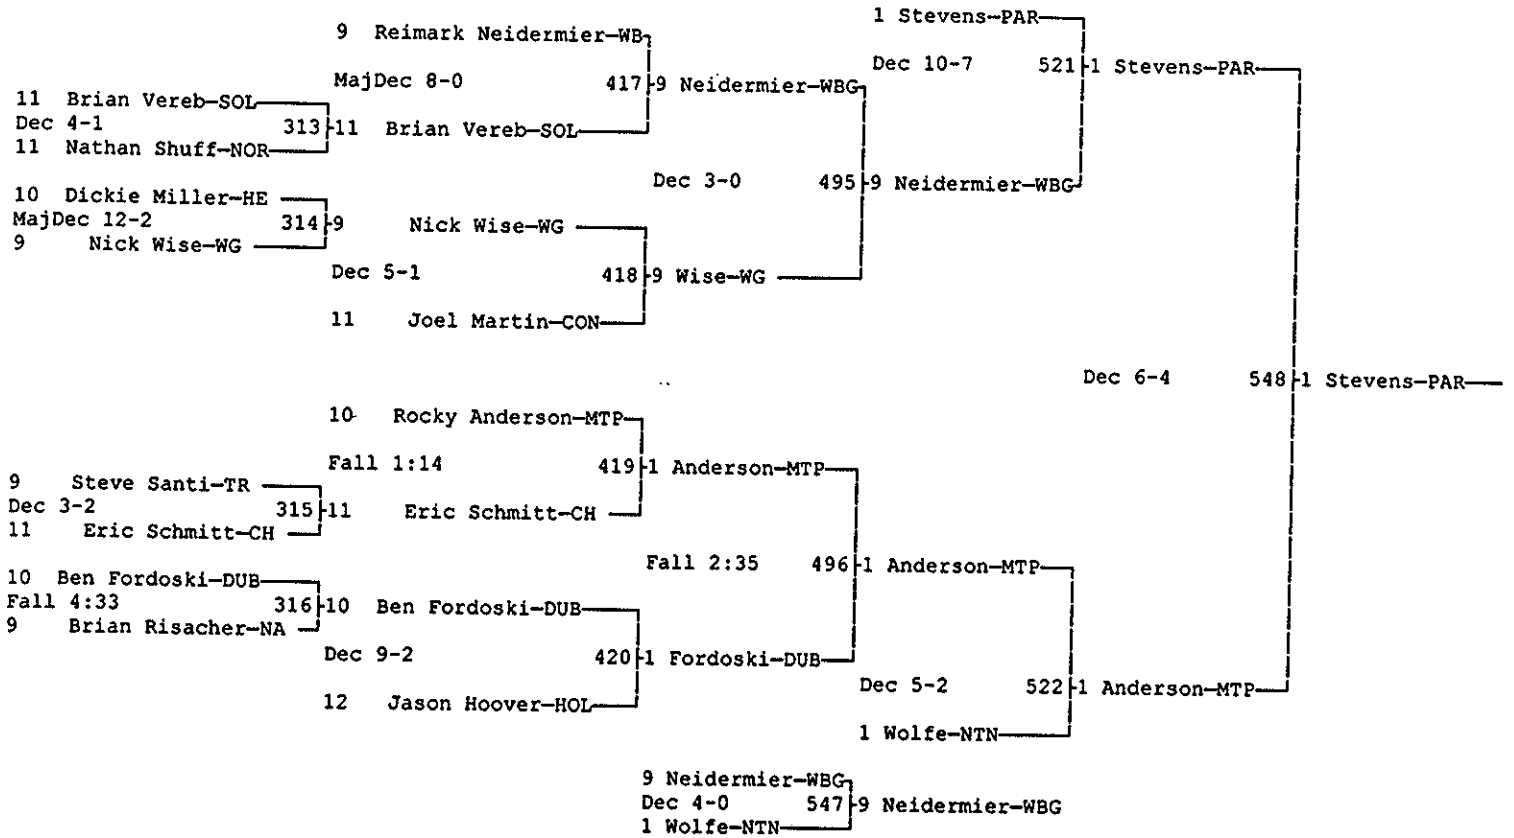 1 Stevens-PAR
9 Reimark Neidermier-WB
Dec 10-7 521 1 Stevens-PAR
MajDec 8-0 417 9 Neidermier-WBG
11 Brian Vereb-SOL
Dec 4-1 313 11 Brian Vereb-SOL
11 Nathan Shuff-NOR
Dec 3-0 495 9 Neidermier-WBG
10 Dickie Miller-HE
MajDec 12-2 314 9 Nick Wise-WG
9 Nick Wise-WG
Dec 5-1 418 9 Wise-WG
11 Joel Martin-CON
Dec 6-4 548 1 Stevens-PAR
10 Rocky Anderson-MTP
Fall 1:14 419 1 Anderson-MTP
9 Steve Santi-TR
Dec 3-2 315 11 Eric Schmitt-CH
11 Eric Schmitt-CH
Fall 2:35 496 1 Anderson-MTP
10 Ben Fordoski-DUB
Fall 4:33 316 10 Ben Fordoski-DUB
9 Brian Risacher-NA
Dec 9-2 420 1 Fordoski-DUB
Dec 5-2 522 1 Anderson-MTP
12 Jason Hoover-HOL
1 Wolfe-NTN
9 Neidermier-WBG
Dec 4-0 547 9 Neidermier-WBG
1 Wolfe-NTN